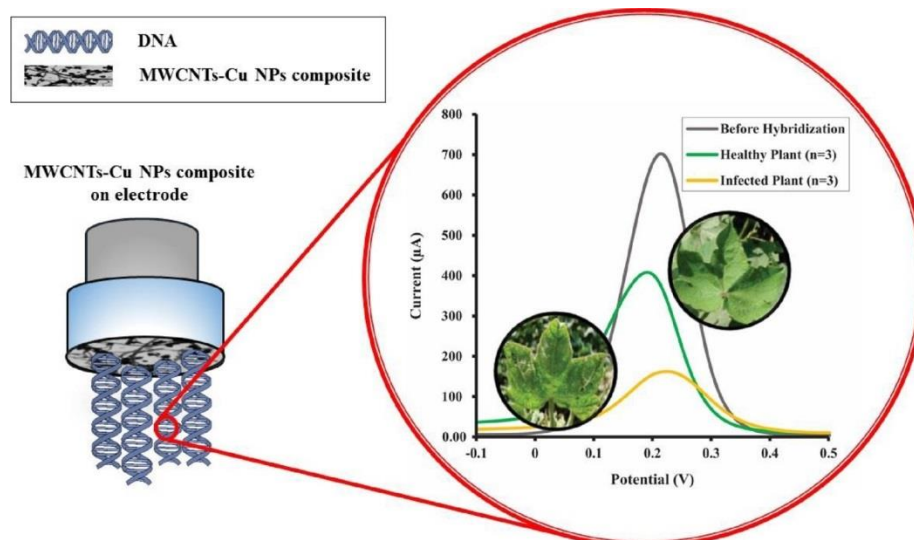 DNA
MWCNTs-Cu NPs composite
MWCNTs-Cu NPs composite
on electrode
800
700
600
500
400
300
200
100
0.00
Current (µA)
Before Hybridization
Healthy Plant (n=3)
Infected Plant (n=3)
-0.1
0
0.1
0.2
0.3
0.4
0.5
Potential (V)